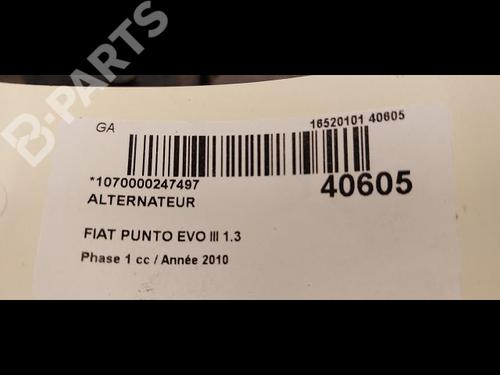 B-PARTS
GA
16520101 40605
*1070000247497
40605
ALTERNATEUR
FIAT PUNTO EVO III 1.3
Phase 1 cc / Année 2010